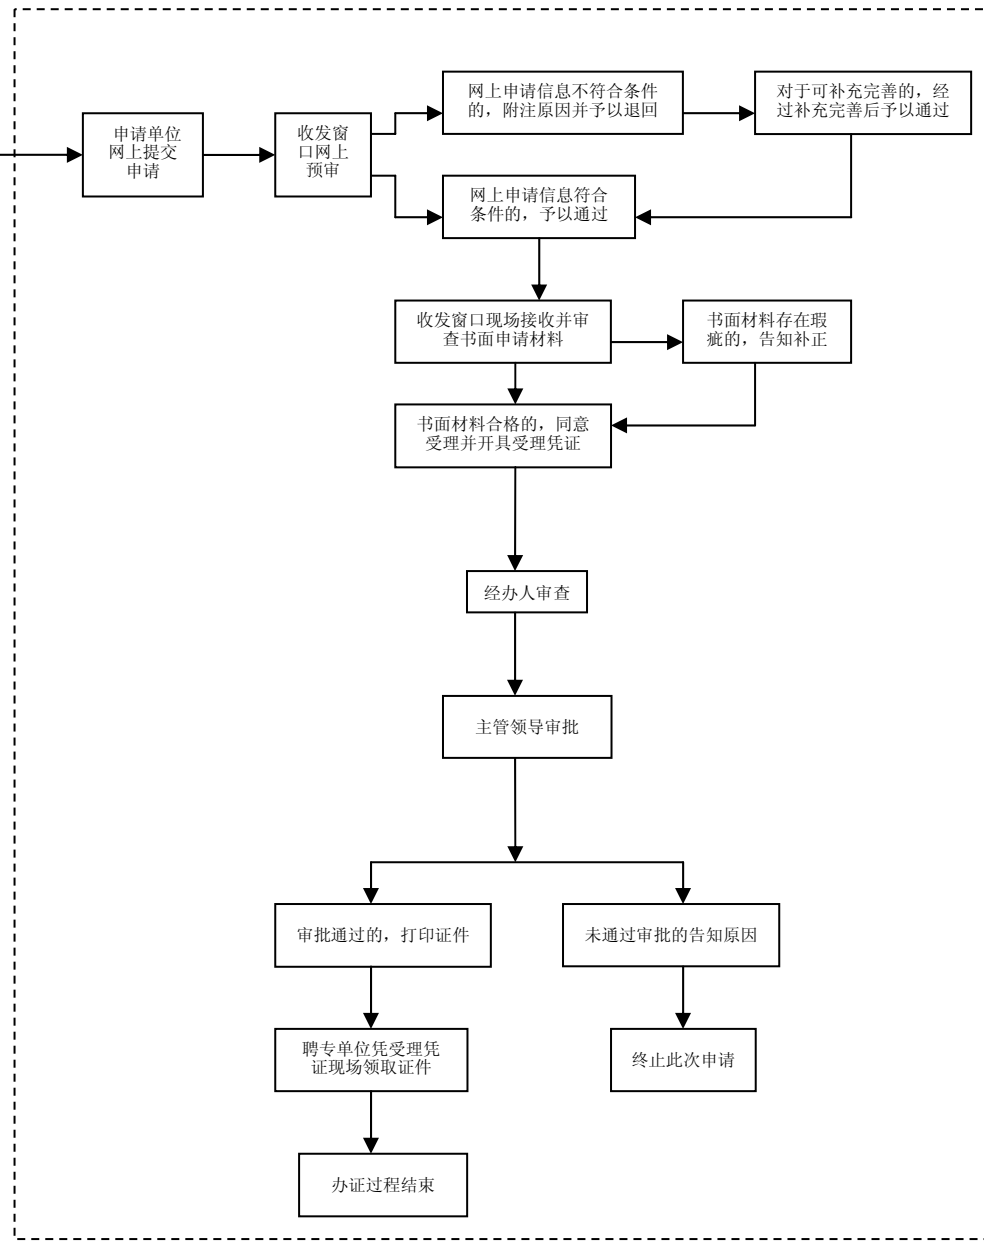 申请单位
网上提交
申请
收发窗
口网上
预审
网上申请信息不符合条件
的，附注原因并予以退回
对于可补充完善的，经
过补充完善后予以通过
网上申请信息符合
条件的，予以通过
收发窗口现场接收并审
查书面申请材料
书面材料存在瑕
疵的，告知补正
书面材料合格的，同意
受理并开具受理凭证
经办人审查
主管领导审批
审批通过的，打印证件
未通过审批的告知原因
聘专单位凭受理凭
证现场领取证件
终止此次申请
办证过程结束